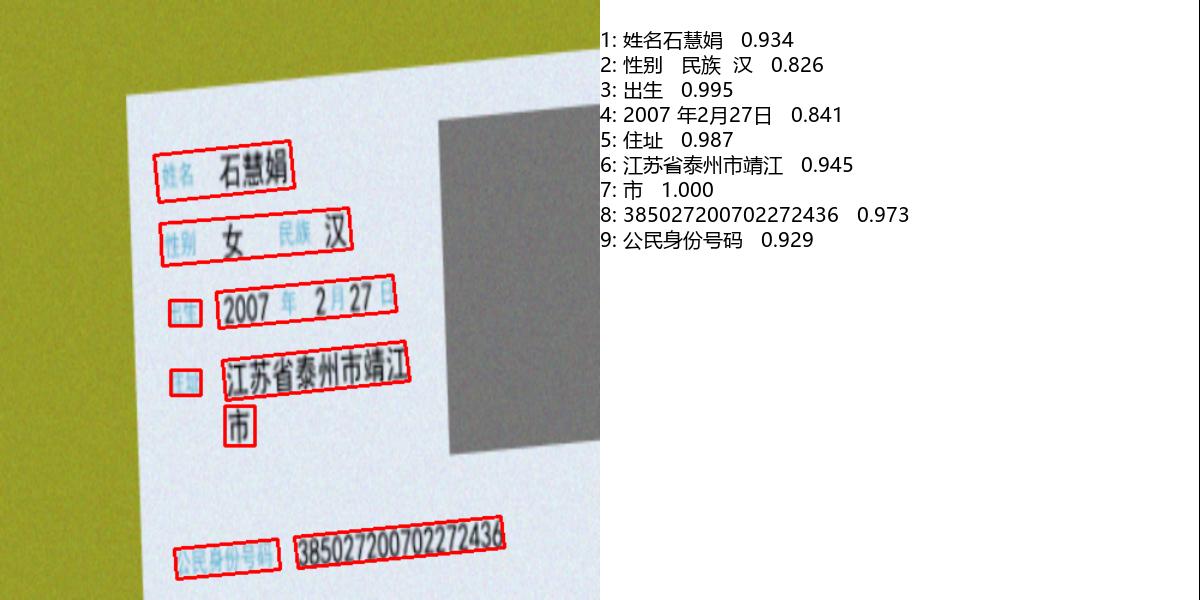 姓名 石慧娟
性别 女 民族 汉
出生 2007 年 2 月 27 日
住址 江苏省泰州市靖江
市
公民身份号码 385027200702272436
1: 姓名石慧娟 0.934
2: 性别 民族 汉 0.826
3: 出生 0.995
4: 2007 年2月27日 0.841
5: 住址 0.987
6: 江苏省泰州市靖江 0.945
7: 市 1.000
8: 385027200702272436 0.973
9: 公民身份号码 0.929